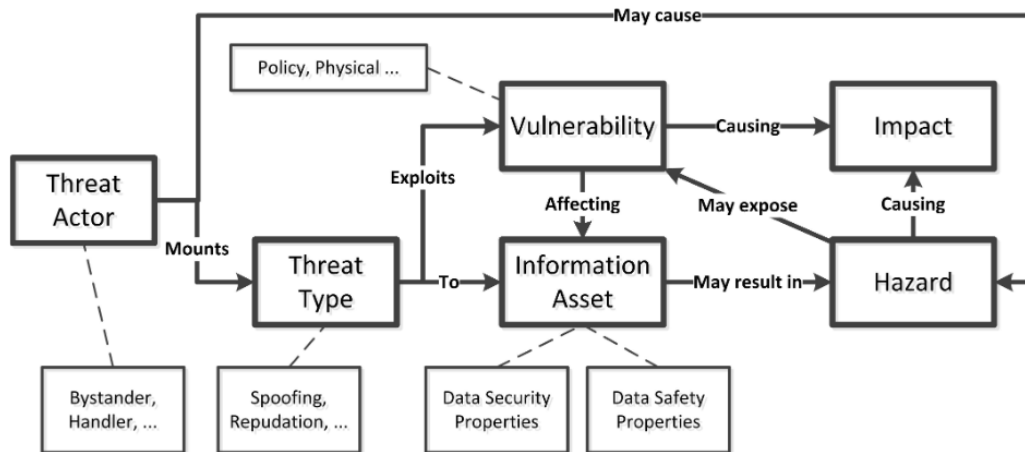 May cause
Policy, Physical ...
Vulnerability
Causing
Impact
Threat
Actor
Exploits
Affecting
May expose
Causing
Mounts
Threat
Type
To
Information
Asset
May result in
Hazard
Bystander,
Handler, ...
Spoofing,
Repudation, ...
Data Security
Properties
Data Safety
Properties